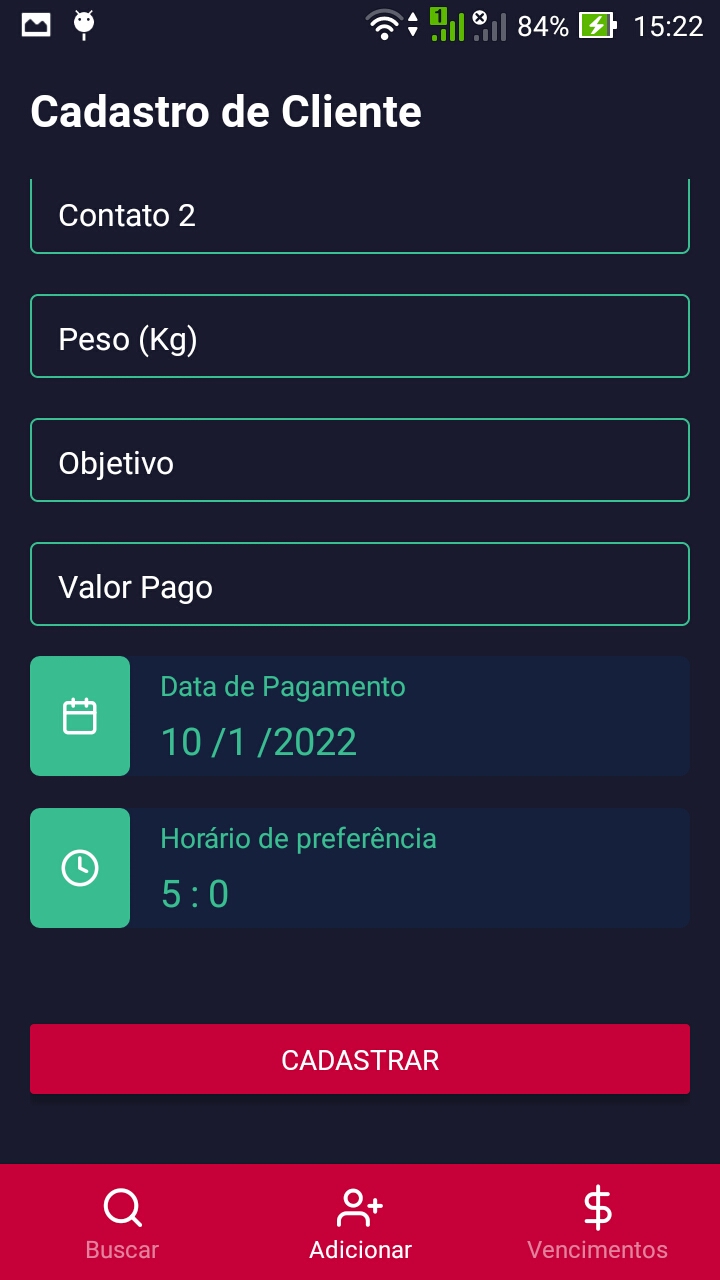 1
84%
15:22
Cadastro de Cliente
Contato 2
Peso (Kg)
Objetivo
Valor Pago
Data de Pagamento
10 /1 /2022
Horário de preferência
5 : 0
CADASTRAR
Buscar
Adicionar
Vencimentos